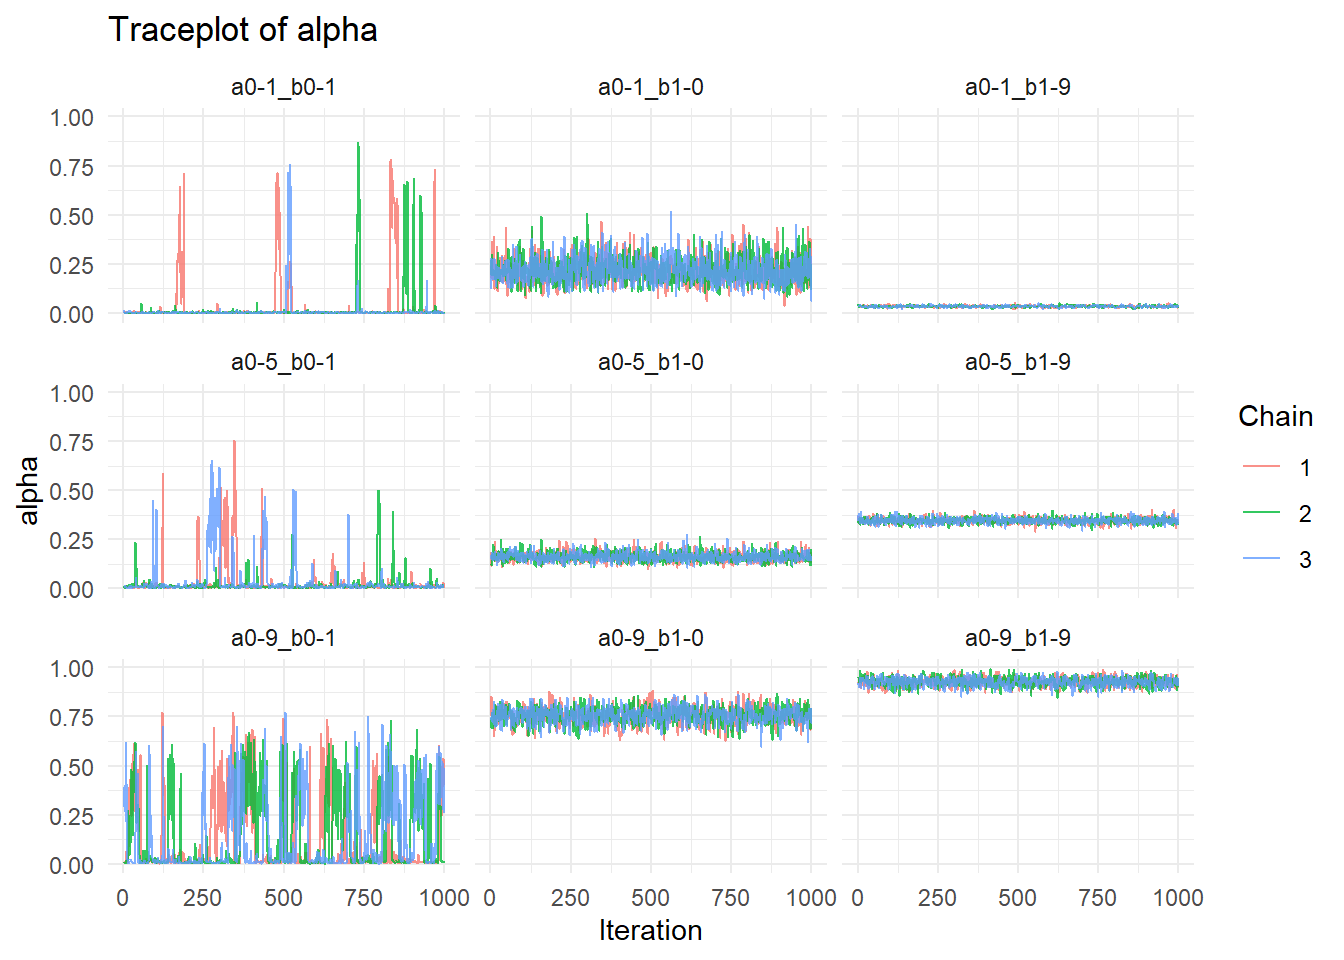 Traceplot of alpha
a0-1_b0-1 a0-1_b1-0 a0-1_b1-9
1.00
0.75
0.50
0.25
0.00
a0-5_b0-1 a0-5_b1-0 a0-5_b1-9
1.00
0.75
0.50
0.25
0.00
alpha
a0-9_b0-1 a0-9_b1-0 a0-9_b1-9
1.00
0.75
0.50
0.25
0.00
0 250 500 750 1000 0 250 500 750 1000 0 250 500 750 1000
Iteration
Chain
1
2
3